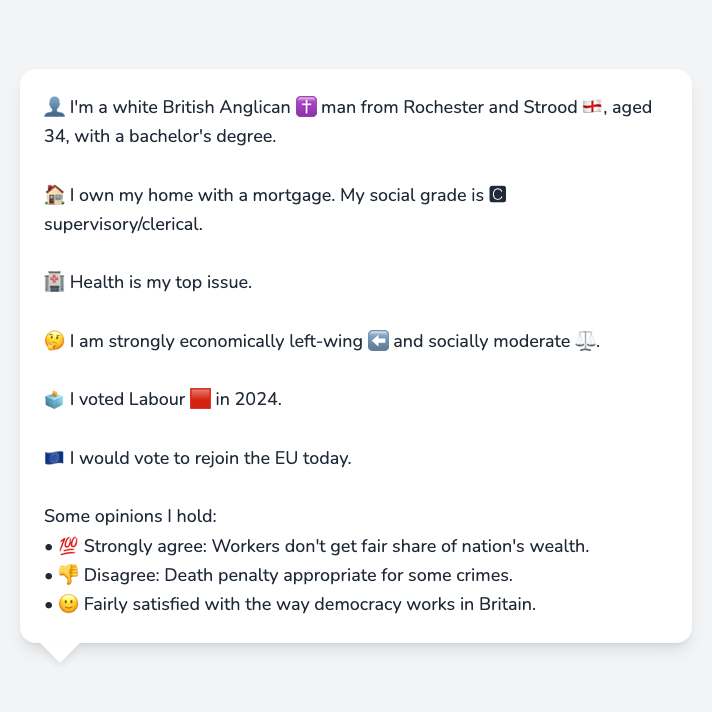 👤 I'm a white British Anglican ✝️ man from Rochester and Strood 🏴󠁧󠁢󠁥󠁮󠁧󠁿, aged
34, with a bachelor's degree.
🏠 I own my home with a mortgage. My social grade is 🅲
supervisory/clerical.
🏥 Health is my top issue.
🤔 I am strongly economically left-wing ⬅️ and socially moderate ⚖️.
🗳️ I voted Labour 🟥 in 2024.
🇪🇺 I would vote to rejoin the EU today.
Some opinions I hold:
• 💯 Strongly agree: Workers don't get fair share of nation's wealth.
• 👎 Disagree: Death penalty appropriate for some crimes.
• 🙂 Fairly satisfied with the way democracy works in Britain.